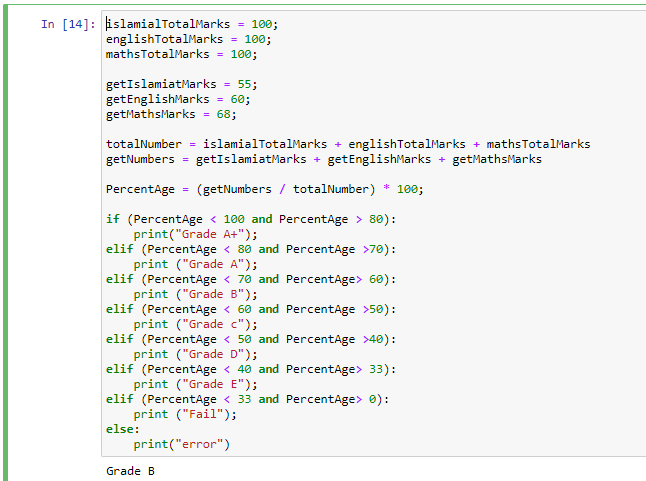 In [14]: islamialTotalMarks = 100;
englishTotalMarks = 100;
mathsTotalMarks = 100;
getIslamiatMarks = 55;
getEnglishMarks = 60;
getMathsMarks = 68;
totalNumber = islamialTotalMarks + englishTotalMarks + mathsTotalMarks
getNumbers = getIslamiatMarks + getEnglishMarks + getMathsMarks
PercentAge = (getNumbers / totalNumber) * 100;
if (PercentAge < 100 and PercentAge > 80):
    print("Grade A+");
elif (PercentAge < 80 and PercentAge >70):
    print ("Grade A");
elif (PercentAge < 70 and PercentAge> 60):
    print ("Grade B");
elif (PercentAge < 60 and PercentAge >50):
    print ("Grade c");
elif (PercentAge < 50 and PercentAge >40):
    print ("Grade D");
elif (PercentAge < 40 and PercentAge> 33):
    print ("Grade E");
elif (PercentAge < 33 and PercentAge> 0):
    print ("Fail");
else:
    print("error")
Grade B